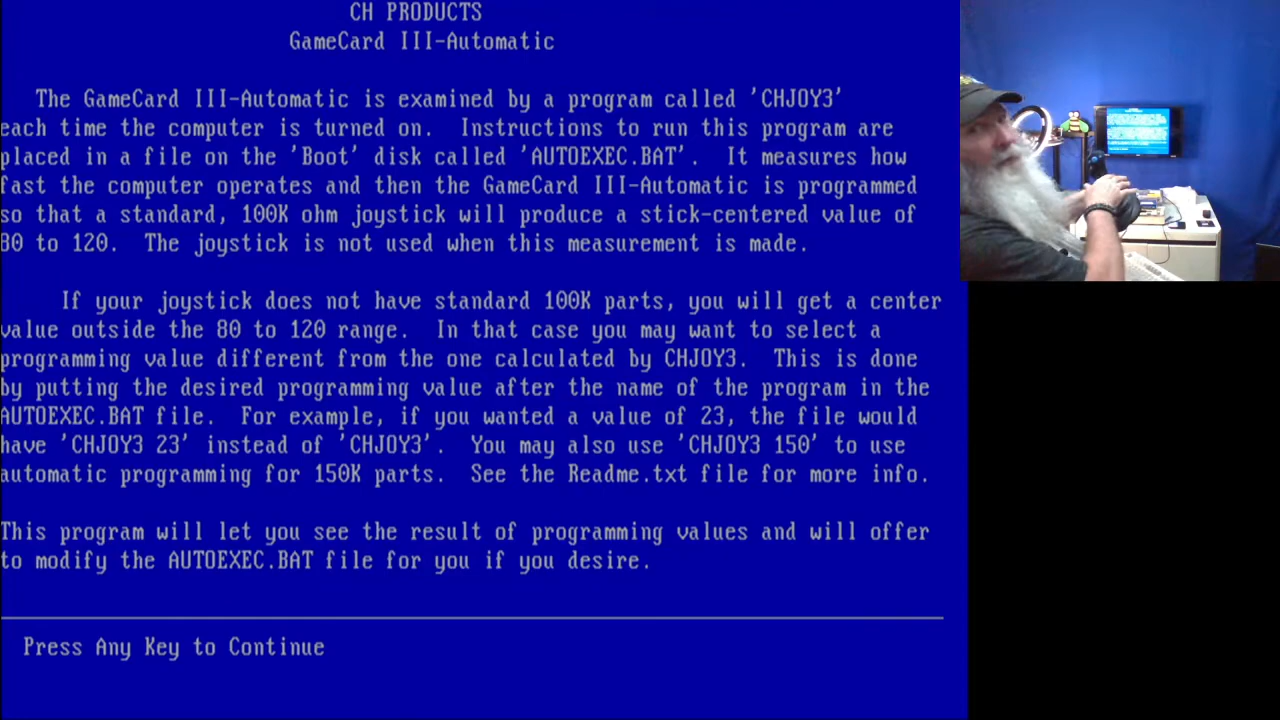 CH PRODUCTS
GameCard III-Automatic
The GameCard III-Automatic is examined by a program called 'CHJOY3'
each time the computer is turned on. Instructions to run this program are
placed in a file on the 'Boot' disk called 'AUTOEXEC.BAT'. It measures how
fast the computer operates and then the GameCard III-Automatic is programmed
so that a standard, 100K ohm joystick will produce a stick-centered value of
80 to 120. The joystick is not used when this measurement is made.
If your joystick does not have standard 100K parts, you will get a center
value outside the 80 to 120 range. In that case you may want to select a
programming value different from the one calculated by CHJOY3. This is done
by putting the desired programming value after the name of the program in the
AUTOEXEC.BAT file. For example, if you wanted a value of 23, the file would
have 'CHJOY3 23' instead of 'CHJOY3'. You may also use 'CHJOY3 150' to use
automatic programming for 150K parts. See the Readme.txt file for more info.
This program will let you see the result of programming values and will offer
to modify the AUTOEXEC.BAT file for you if you desire.
Press Any Key to Continue